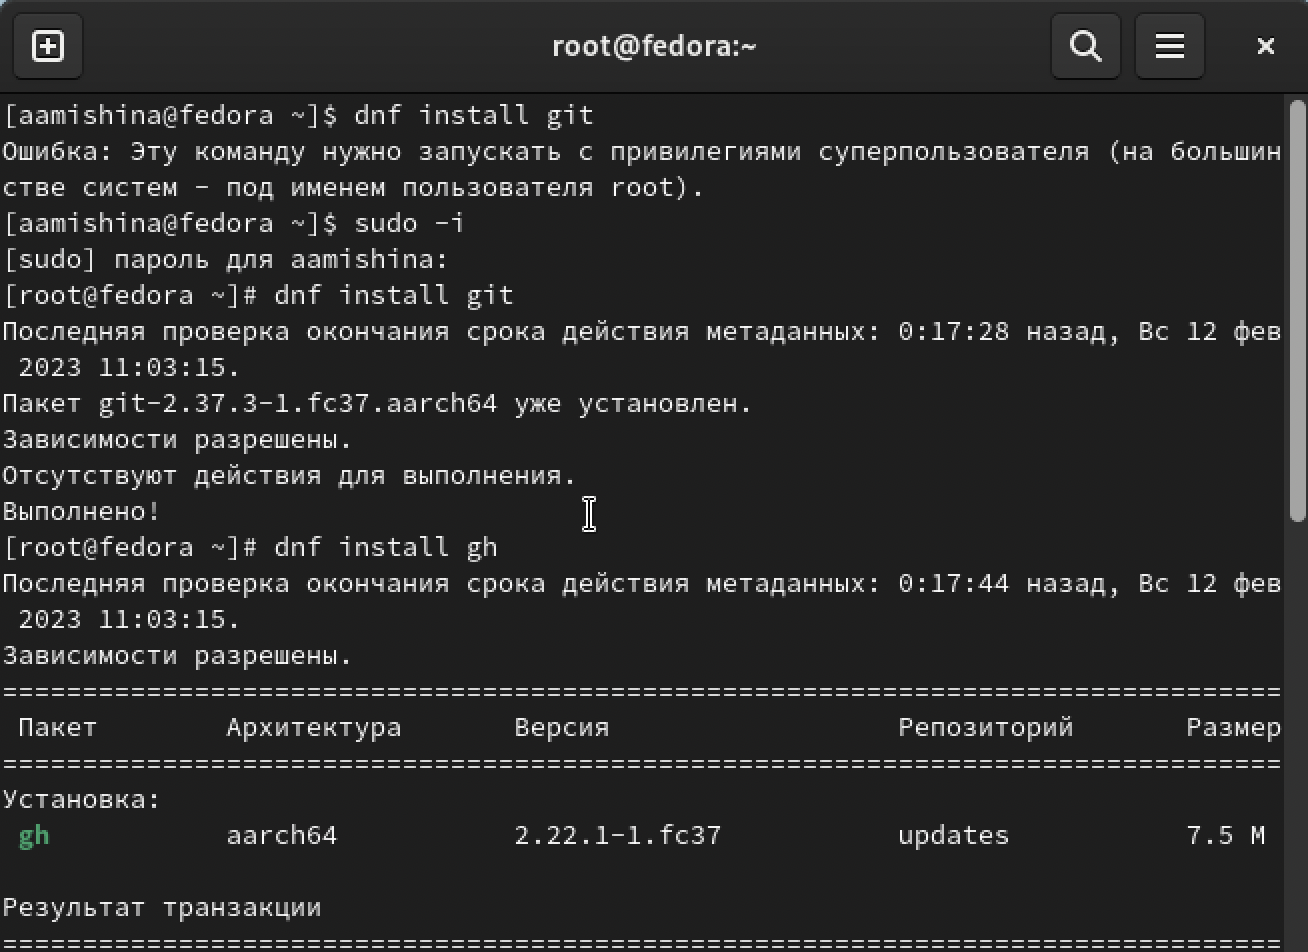 root@fedora:~
[aamishina@fedora ~]$ dnf install git
Ошибка: Эту команду нужно запускать с привилегиями суперпользователя (на большин
стве систем - под именем пользователя root).
[aamishina@fedora ~]$ sudo -i
[sudo] пароль для aamishina:
[root@fedora ~]# dnf install git
Последняя проверка окончания срока действия метаданных: 0:17:28 назад, Вс 12 фев
 2023 11:03:15.
Пакет git-2.37.3-1.fc37.aarch64 уже установлен.
Зависимости разрешены.
Отсутствуют действия для выполнения.
Выполнено!
[root@fedora ~]# dnf install gh
Последняя проверка окончания срока действия метаданных: 0:17:44 назад, Вс 12 фев
 2023 11:03:15.
Зависимости разрешены.
================================================================================
 Пакет        Архитектура       Версия                  Репозиторий       Размер
================================================================================
Установка:
 gh           aarch64           2.22.1-1.fc37           updates           7.5 M
Результат транзакции
================================================================================